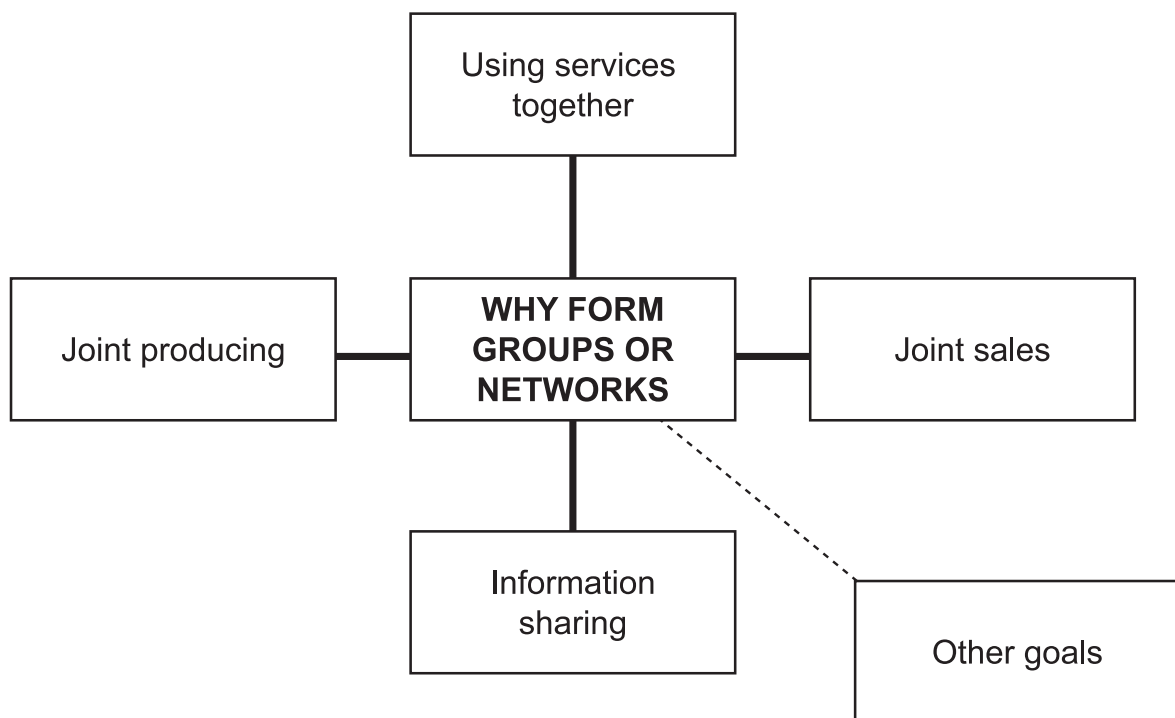 Using services
together
Joint producing
WHY FORM
GROUPS OR
NETWORKS
Joint sales
Information
sharing
Other goals